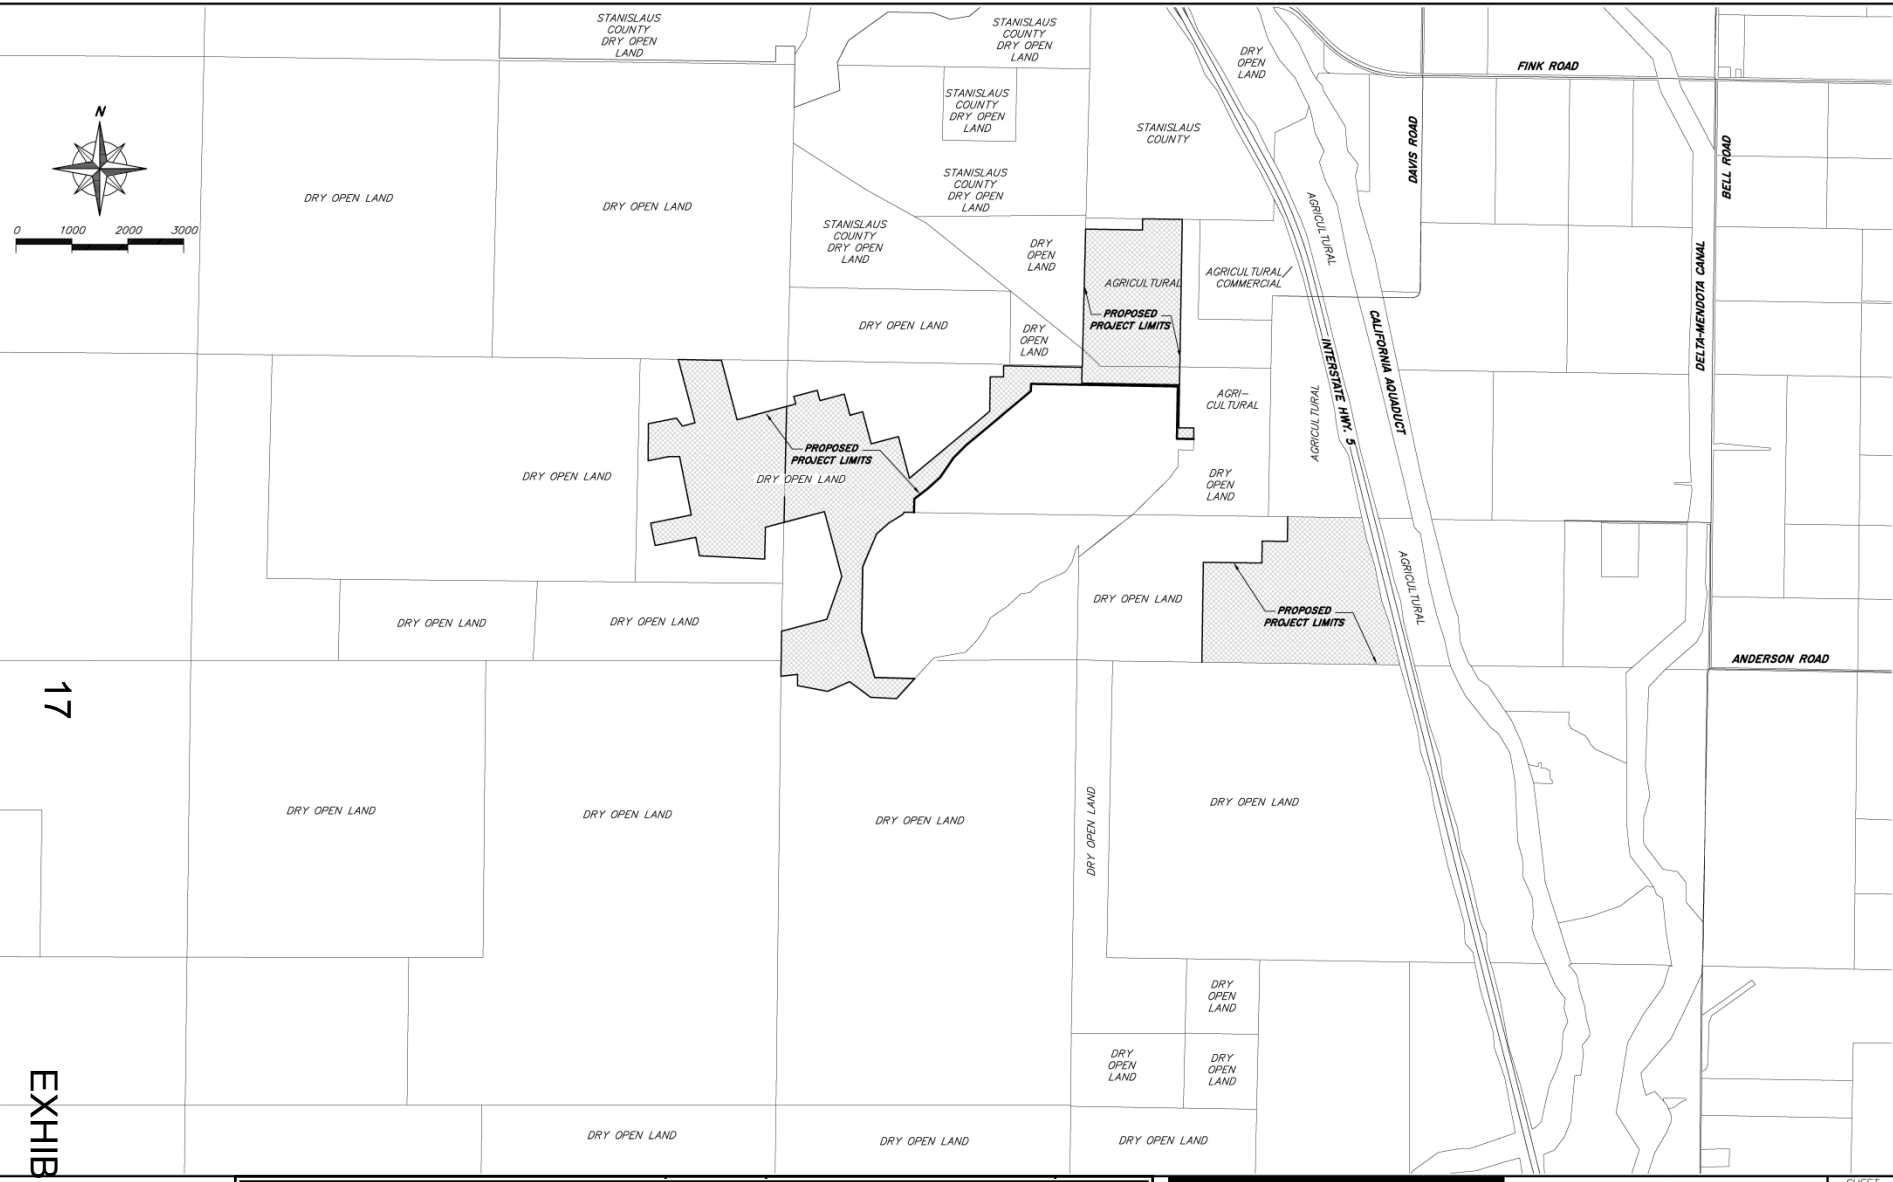 STANISLAUS
COUNTY
DRY OPEN
LAND
STANISLAUS
COUNTY
DRY OPEN
LAND
DRY
OPEN
LAND
FINK ROAD
N
STANISLAUS
COUNTY
DRY OPEN
LAND
STANISLAUS
COUNTY
DAVIS ROAD
BELL ROAD
DRY OPEN LAND
DRY OPEN LAND
STANISLAUS
COUNTY
DRY OPEN
LAND
AGRICULTURAL
0 1000 2000 3000
STANISLAUS
COUNTY
DRY OPEN
LAND
DRY
OPEN
LAND
AGRICULTURAL
AGRICULTURAL/
COMMERCIAL
DELTA-MENDOTA CANAL
PROPOSED
PROJECT LIMITS
DRY OPEN LAND
DRY
OPEN
LAND
INTERSTATE HWY. 5
CALIFORNIA AQUADUCT
AGRI-
CULTURAL
AGRICULTURAL
PROPOSED
PROJECT LIMITS
DRY OPEN LAND
DRY OPEN LAND
DRY
OPEN
LAND
AGRICULTURAL
DRY OPEN LAND
PROPOSED
PROJECT LIMITS
DRY OPEN LAND
DRY OPEN LAND
ANDERSON ROAD
17
DRY OPEN LAND
DRY OPEN LAND
DRY OPEN LAND
DRY OPEN LAND
DRY OPEN LAND
DRY
OPEN
LAND
DRY
OPEN
LAND
DRY
OPEN
LAND
EXHIB
DRY OPEN LAND
DRY OPEN LAND
DRY OPEN LAND
SHEET